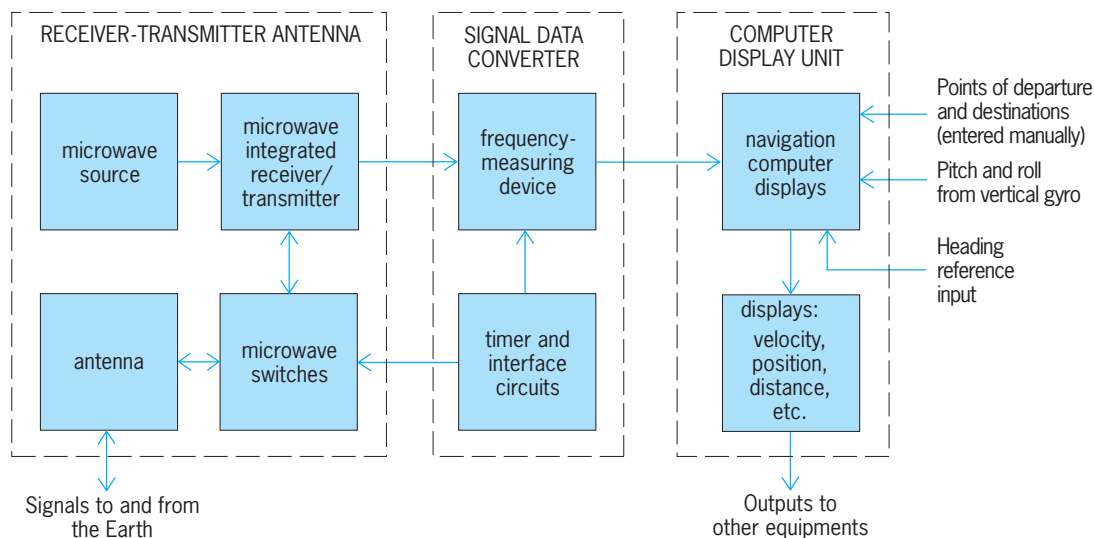 RECEIVER-TRANSMITTER ANTENNA
microwave
source
microwave
integrated
receiver/
transmitter
antenna
microwave
switches
Signals to and from
the Earth
SIGNAL DATA
CONVERTER
frequency-
measuring
device
timer and
interface
circuits
COMPUTER
DISPLAY UNIT
navigation
computer
displays
displays:
velocity,
position,
distance,
etc.
Points of departure
and destinations
(entered manually)
Pitch and roll
from vertical gyro
Heading
reference
input
Outputs to
other equipments